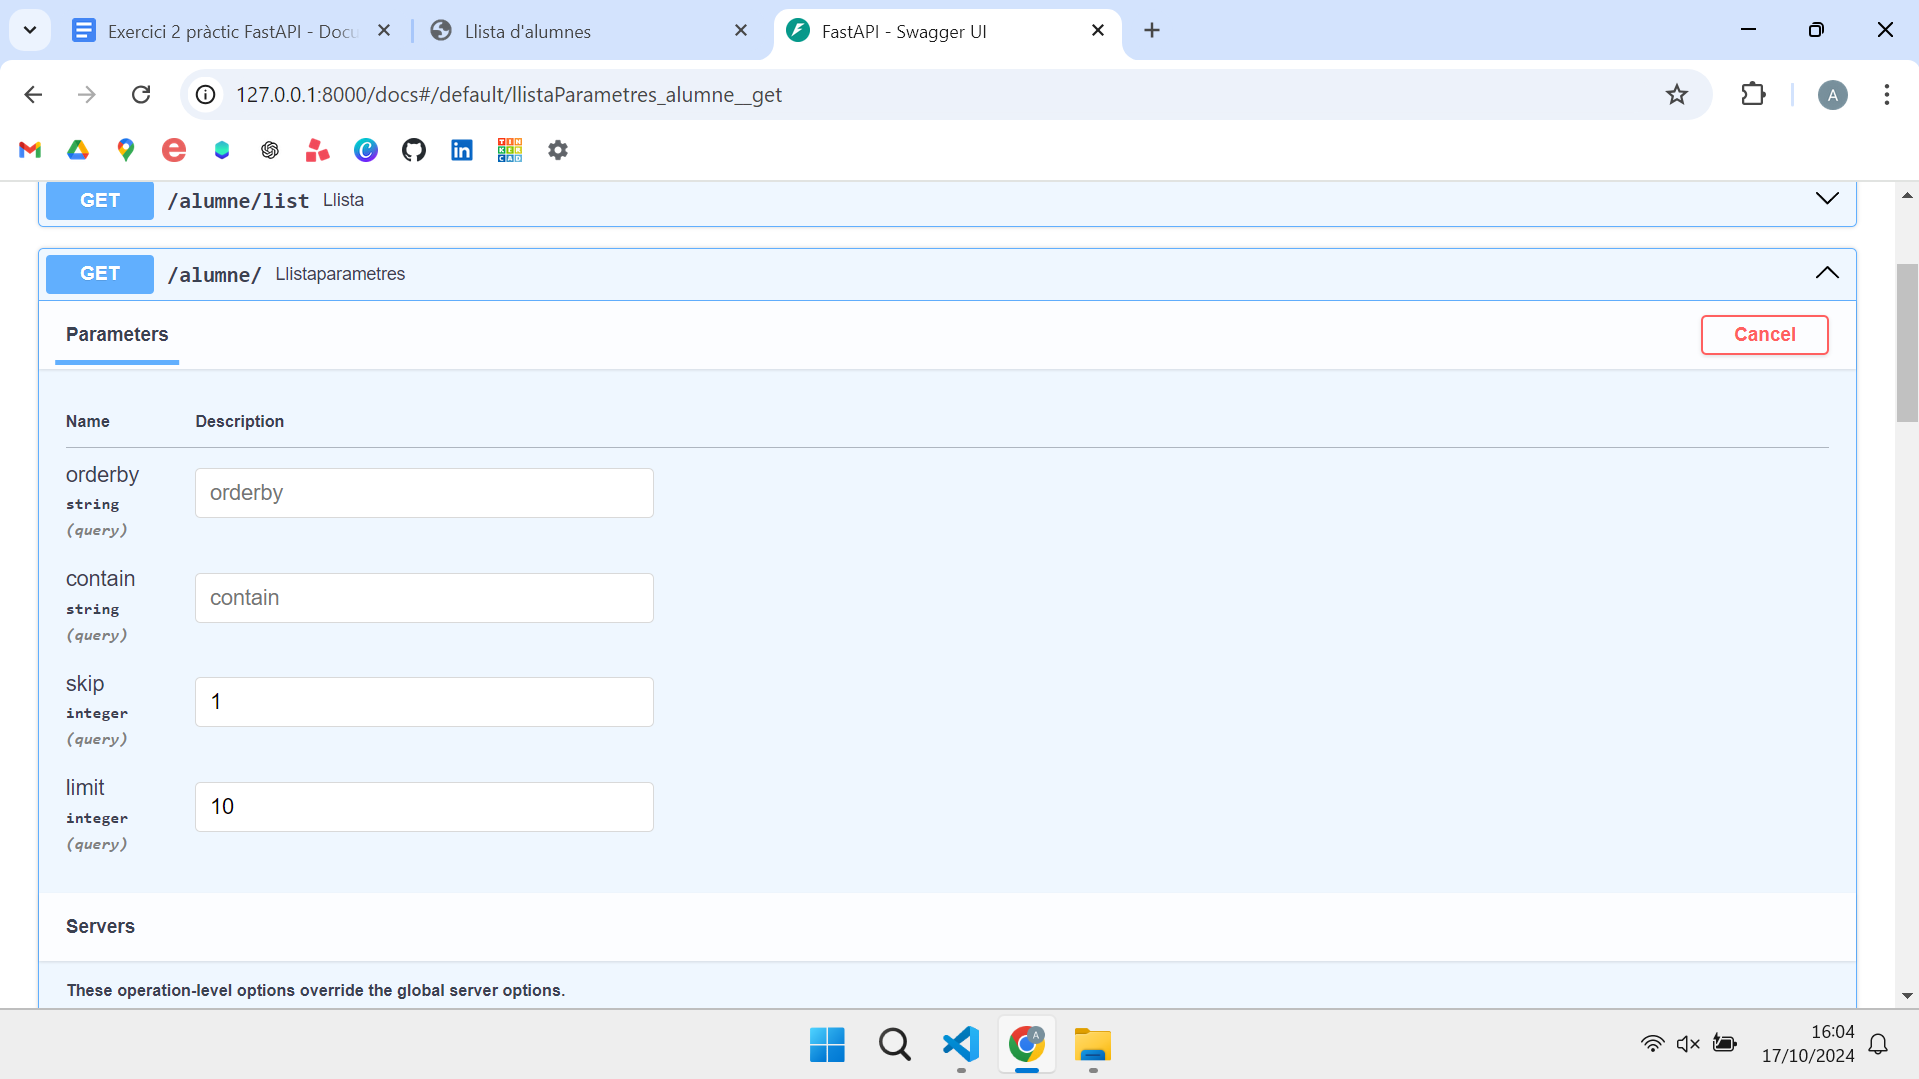 Exercici 2 pràctic FastAPI - Docu
Llista d'alumnes
FastAPI - Swagger UI
127.0.0.1:8000/docs#/default/llistaParametres_alumne__get
A
TINKERCAD
GET /alumne/list Llista
GET /alumne/ Llistaparametres
Parameters
Cancel
Name Description
orderby
string
(query)
orderby
contain
string
(query)
contain
skip
integer
(query)
1
limit
integer
(query)
10
Servers
These operation-level options override the global server options.
A
16:04
17/10/2024